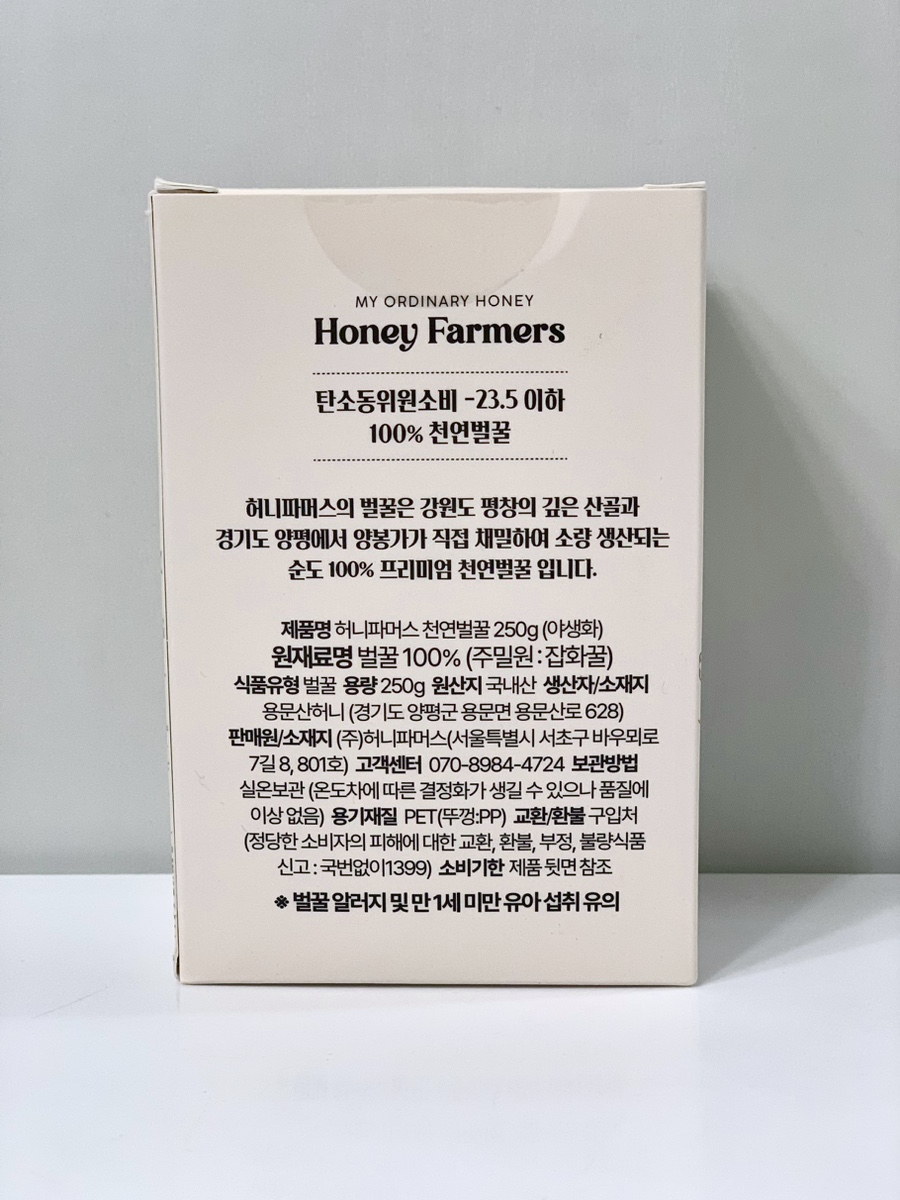 MY ORDINARY HONEY
Honey Farmers
탄소동위원소비 -23.5 이하
100% 천연벌꿀
허니파머스의 벌꿀은 강원도 평창의 깊은 산골과
경기도 양평에서 양봉가가 직접 채밀하여 소량 생산되는
순도 100% 프리미엄 천연벌꿀 입니다.
제품명 허니파머스 천연벌꿀 250g (야생화)
원재료명 벌꿀 100% (주밀원 : 잡화꿀)
식품유형 벌꿀 용량 250g 원산지 국내산 생산자/소재지
용문산허니 (경기도 양평군 용문면 용문산로 628)
판매원/소재지 (주)허니파머스(서울특별시 서초구 바우뫼로
7길 8, 801호) 고객센터 070-8984-4724 보관방법
실온보관 (온도차에 따른 결정화가 생길 수 있으나 품질에
이상 없음) 용기재질 PET(뚜껑:PP) 교환/환불 구입처
(정당한 소비자의 피해에 대한 교환, 환불, 부정, 불량식품
신고 : 국번없이1399) 소비기한 제품 뒷면 참조
※ 벌꿀 알러지 및 만 1세 미만 유아 섭취 유의